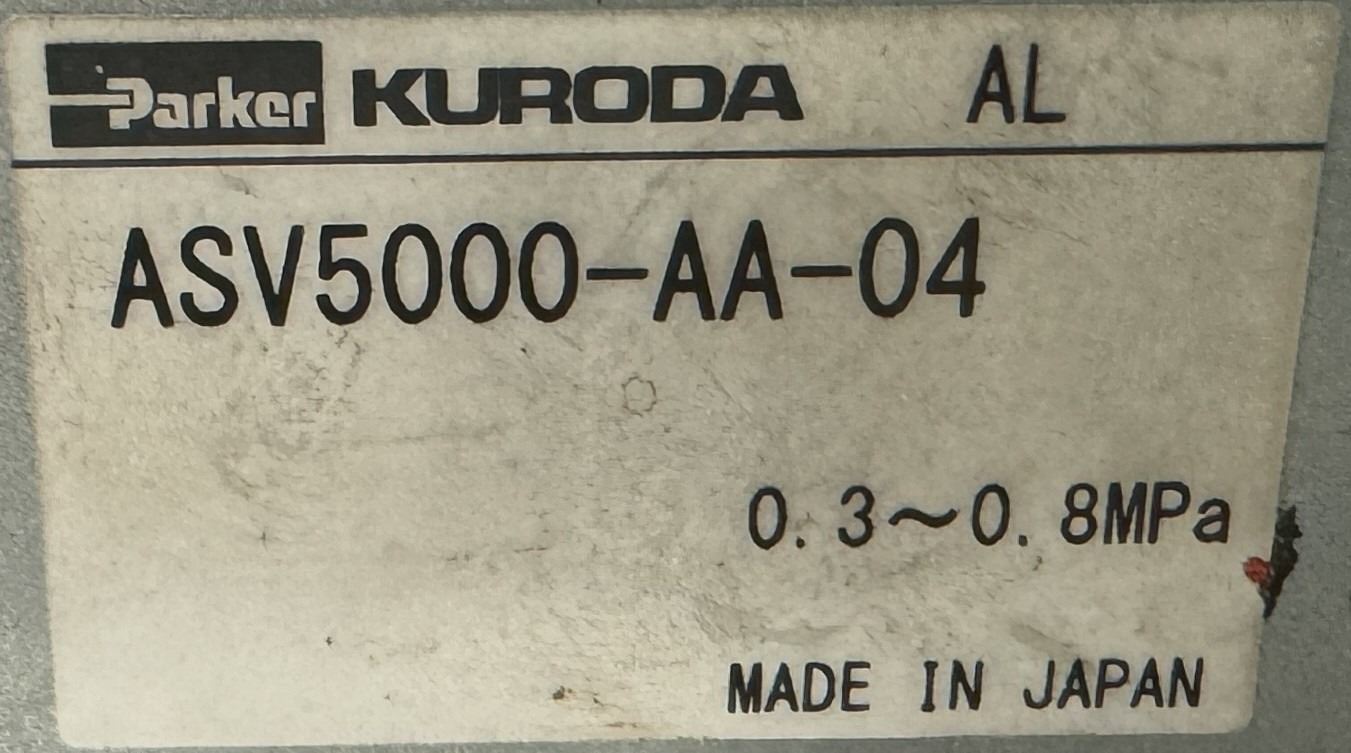 Parker KURODA AL
ASV5000-AA-04
0.3~0.8MPa
MADE IN JAPAN